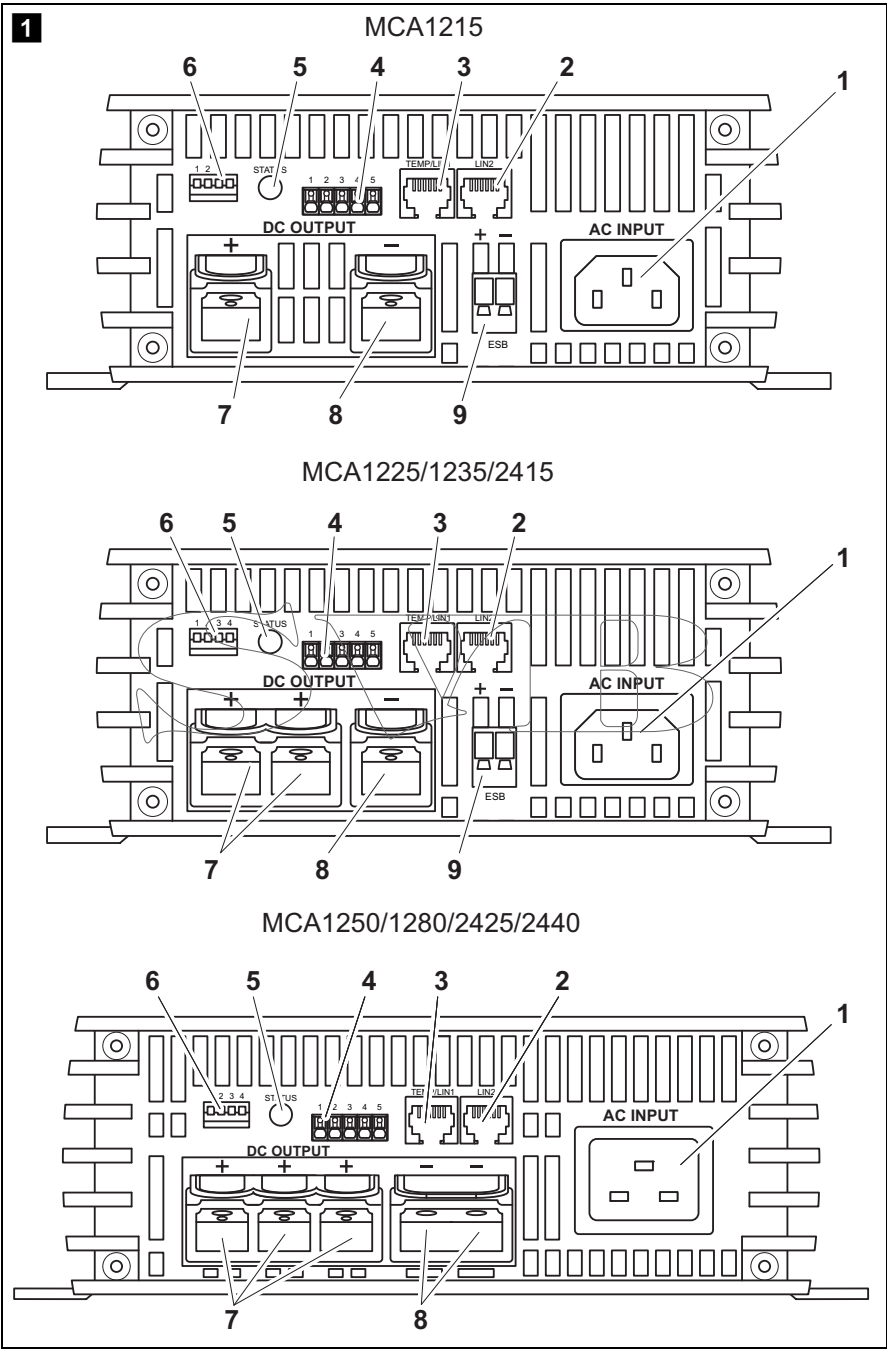 1
MCA1215
6 5 4 3 2 1
STATUS TEMP/LIN1 LIN2
1 2
1 2 3 4 5
DC OUTPUT
AC INPUT
+ −
+ −
ESB
7 8 9
MCA1225/1235/2415
6 5 4 3 2 1
STATUS TEMP/LIN1 LIN2
1 3 4
1 3 4 5
DC OUTPUT
AC INPUT
+ + −
+ −
ESB
7 8 9
MCA1250/1280/2425/2440
6 5 4 3 2 1
STATUS TEMP/LIN1 LIN2
2 3 4
1 2 3 4 5
DC OUTPUT
AC INPUT
+ + + − −
7 8